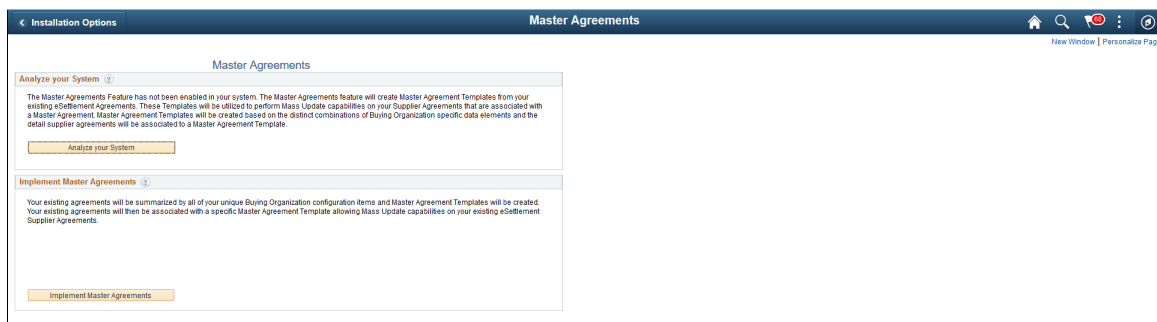 Installation Options
Master Agreements
68
New Window | Personalize Pag
Master Agreements
Analyze your System
The Master Agreements Feature has not been enabled in your system. The Master Agreements feature will create Master Agreement Templates from your
existing eSettlement Agreements. These Templates will be utilized to perform Mass Update capabilities on your Supplier Agreements that are associated with
a Master Agreement. Master Agreement Templates will be created based on the distinct combinations of Buying Organization specific data elements and the
detail supplier agreements will be associated to a Master Agreement Template.
Analyze your System
Implement Master Agreements
Your existing agreements will be summarized by all of your unique Buying Organization configuration items and Master Agreement Templates will be created.
Your existing agreements will then be associated with a specific Master Agreement Template allowing Mass Update capabilities on your existing eSettlement
Supplier Agreements.
Implement Master Agreements